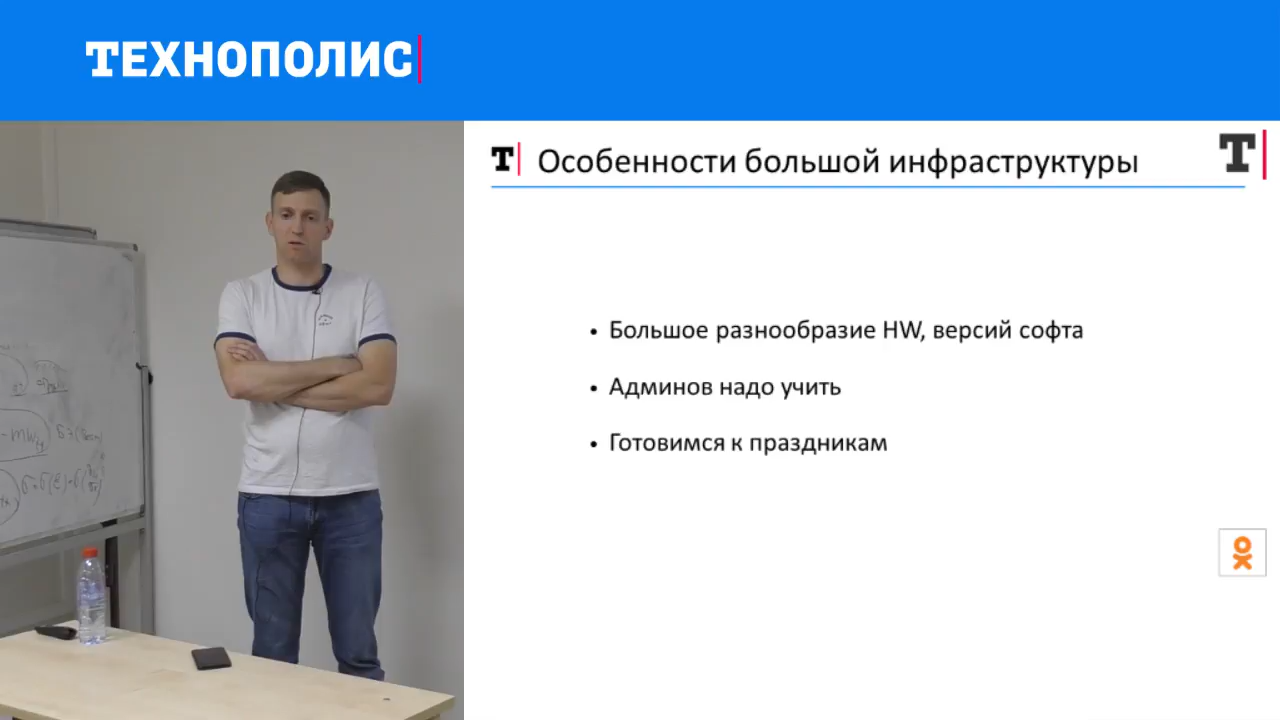 ТЕХНОПОЛИС
Т Особенности большой инфраструктуры
Т
• Большое разнообразие HW, версий софта
• Админов надо учить
• Готовимся к праздникам